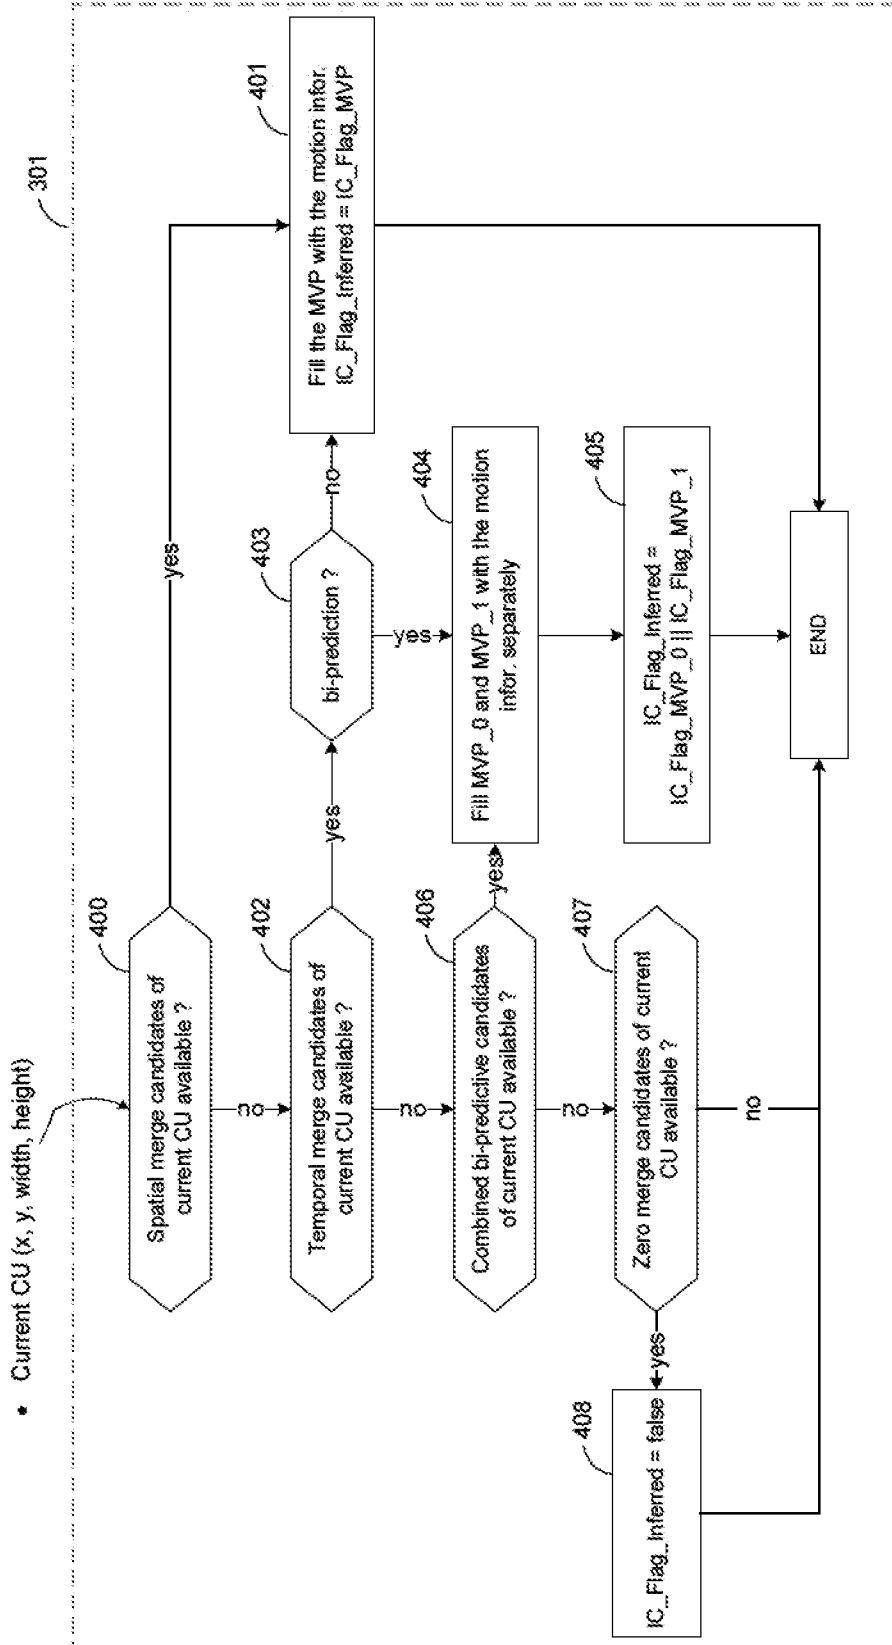 • Current CU (x, y, width, height)
301
400
Spatial merge candidates of
current CU available ?
yes
no
401
Fill the MVP with the motion infor.
IC_Flag_Inferred = IC_Flag_MVP
402
Temporal merge candidates of
current CU available ?
yes
403
bi-prediction ?
no
yes
no
406
Combined bi-predictive candidates
of current CU available ?
yes
404
Fill MVP_0 and MVP_1 with the motion
infor. separately
no
407
Zero merge candidates of current
CU available ?
405
IC_Flag_Inferred =
IC_Flag_MVP_0 || IC_Flag_MVP_1
yes
408
IC_Flag_Inferred = false
no
END